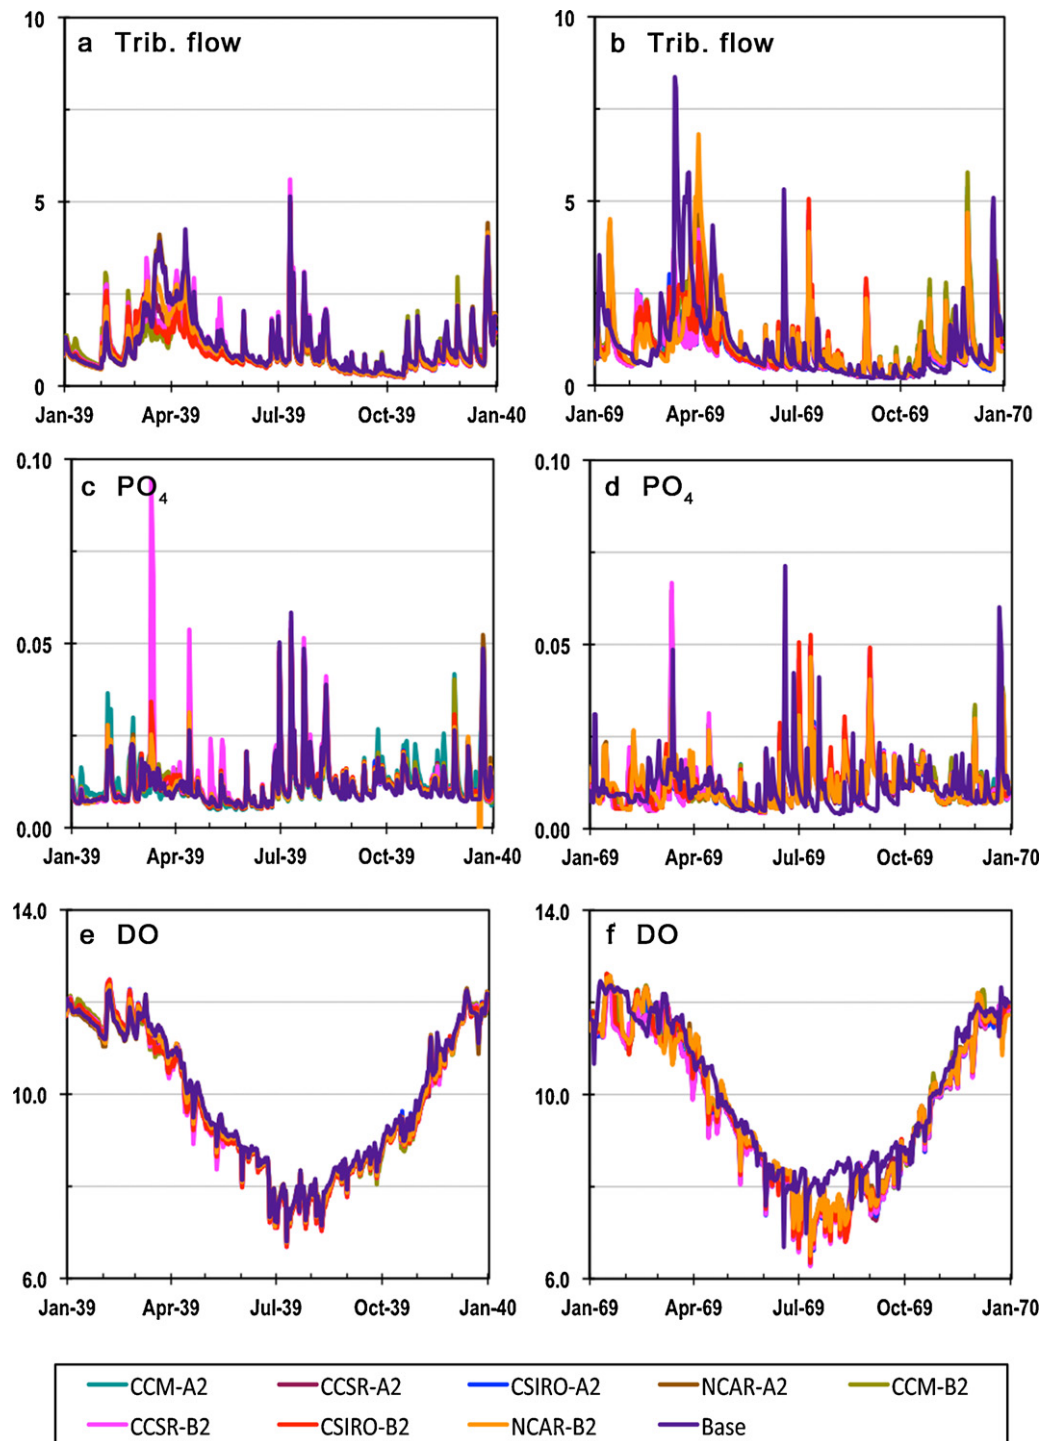 a Trib. flow
10
5
0
Jan-39 Apr-39 Jul-39 Oct-39 Jan-40
b Trib. flow
10
5
0
Jan-69 Apr-69 Jul-69 Oct-69 Jan-70
c PO4
0.10
0.05
0.00
Jan-39 Apr-39 Jul-39 Oct-39 Jan-40
d PO4
0.10
0.05
0.00
Jan-69 Apr-69 Jul-69 Oct-69 Jan-70
e DO
14.0
10.0
6.0
Jan-39 Apr-39 Jul-39 Oct-39 Jan-40
f DO
14.0
10.0
6.0
Jan-69 Apr-69 Jul-69 Oct-69 Jan-70
CCM-A2 CCSR-A2 CSIRO-A2 NCAR-A2 CCM-B2
CCSR-B2 CSIRO-B2 NCAR-B2 Base